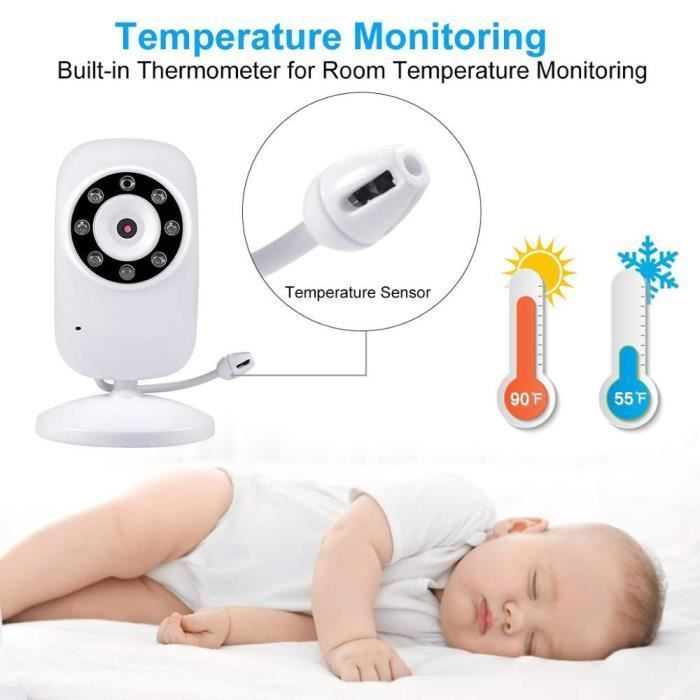 Temperature Monitoring
Built-in Thermometer for Room Temperature Monitoring
Temperature Sensor
90°F
55°F